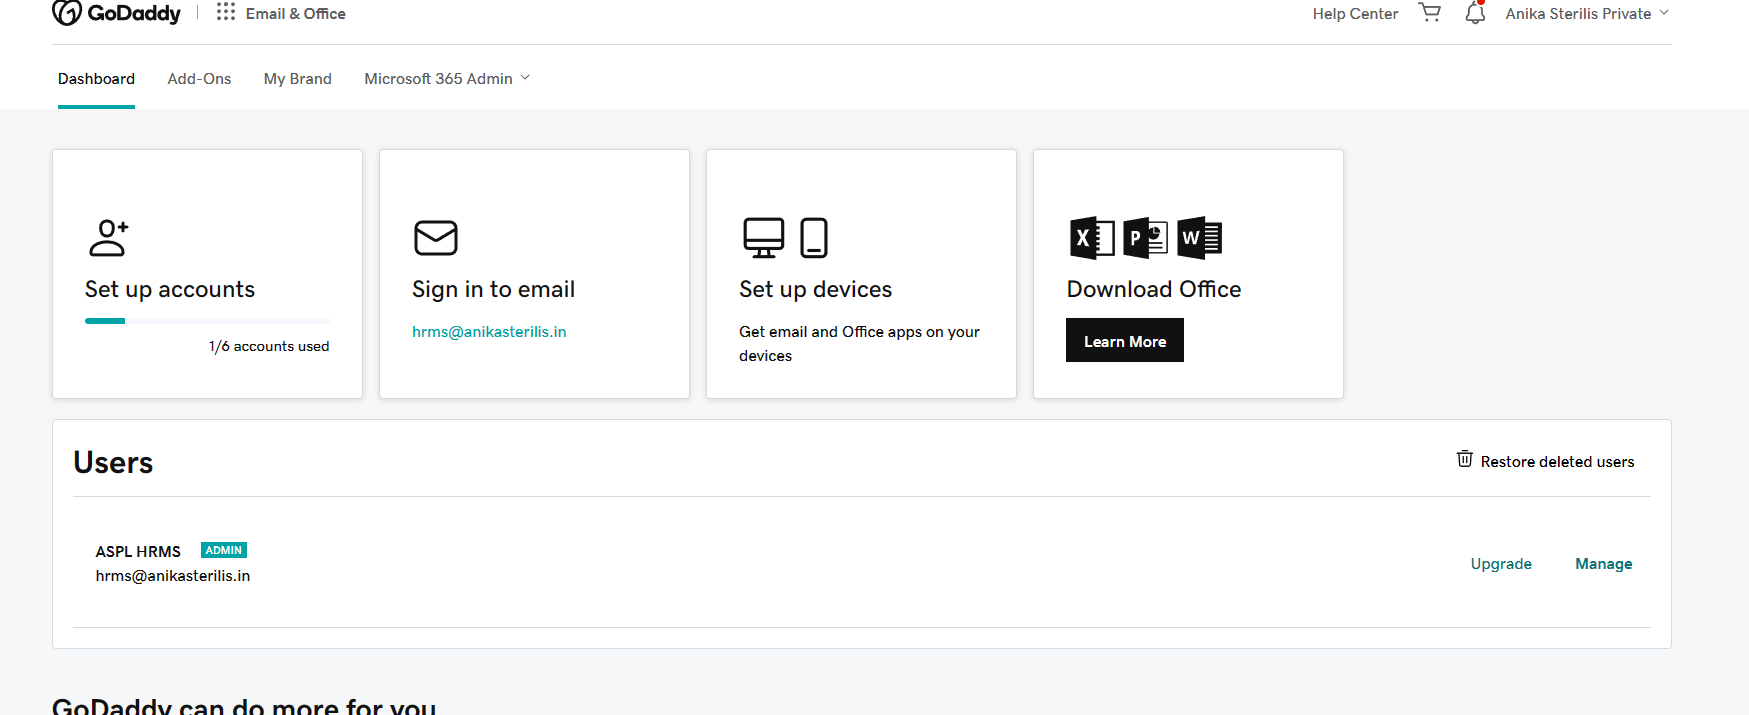 GoDaddy
Email & Office
Help Center
Anika Sterilis Private
Dashboard
Add-Ons
My Brand
Microsoft 365 Admin
Set up accounts
1/6 accounts used
Sign in to email
hrms@anikasterilis.in
Set up devices
Get email and Office apps on your
devices
X P W
Download Office
Learn More
Users
Restore deleted users
ASPL HRMS ADMIN
hrms@anikasterilis.in
Upgrade
Manage
GoDaddy can do more for you